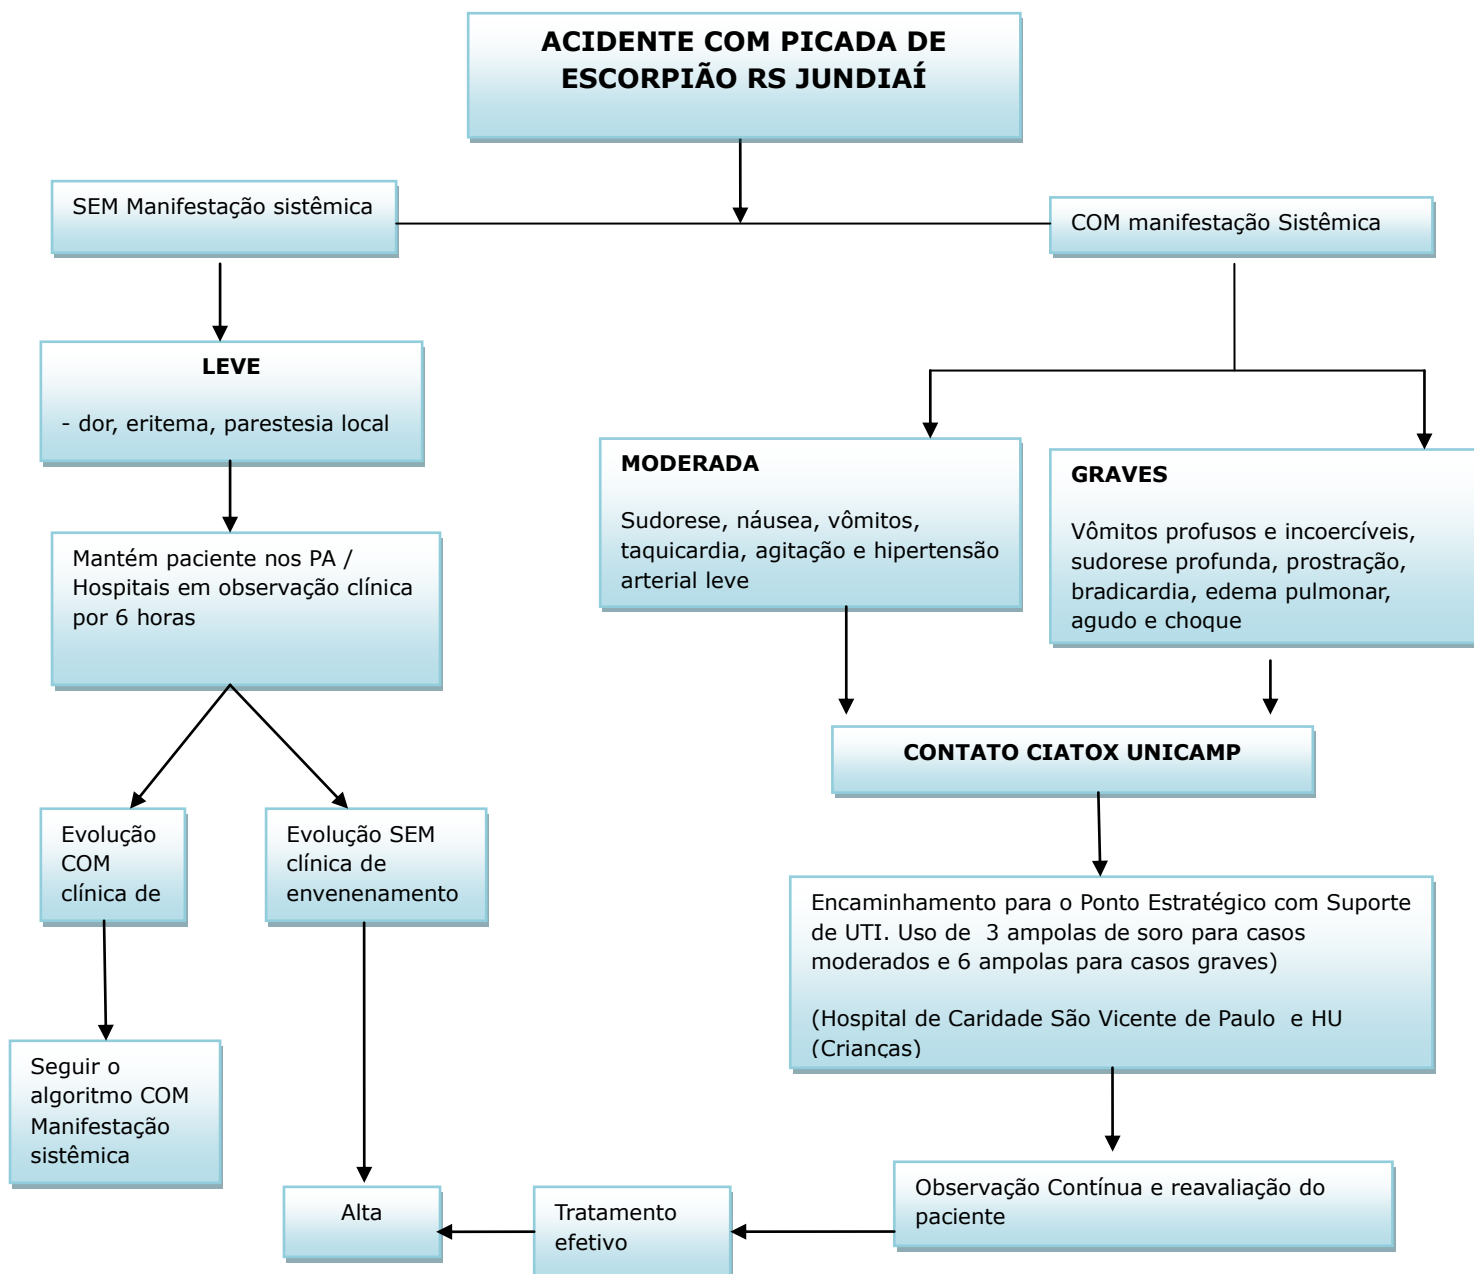 ACIDENTE COM PICADA DE
ESCORPIÃO RS JUNDIAÍ
SEM Manifestação sistêmica
COM manifestação Sistêmica
LEVE
- dor, eritema, parestesia local
MODERADA
Sudorese, náusea, vômitos,
taquicardia, agitação e hipertensão
arterial leve
GRAVES
Vômitos profusos e incoercíveis,
sudorese profunda, prostração,
bradicardia, edema pulmonar,
agudo e choque
Mantém paciente nos PA /
Hospitais em observação clínica
por 6 horas
CONTATO CIATOX UNICAMP
Evolução
COM
clínica de
Evolução SEM
clínica de
envenenamento
Encaminhamento para o Ponto Estratégico com Suporte
de UTI. Uso de  3 ampolas de soro para casos
moderados e 6 ampolas para casos graves)
(Hospital de Caridade São Vicente de Paulo  e HU
(Crianças)
Seguir o
algoritmo COM
Manifestação
sistêmica
Observação Contínua e reavaliação do
paciente
Tratamento
efetivo
Alta